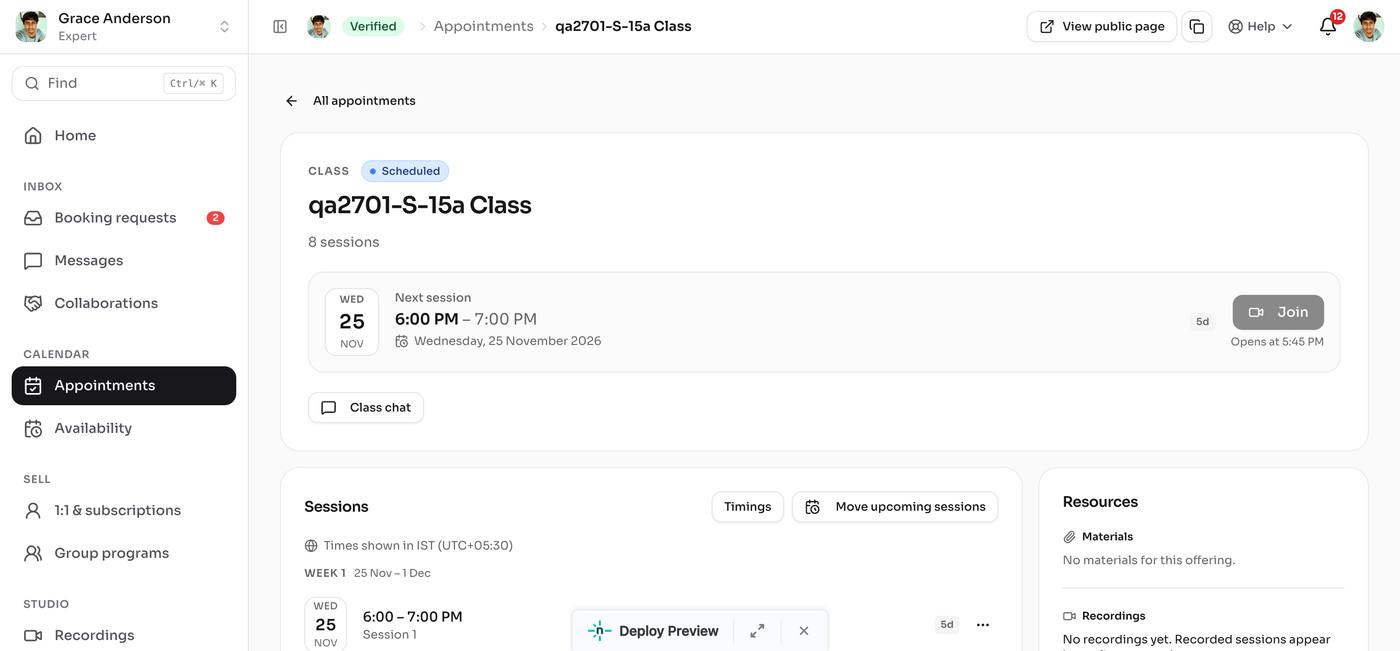 Grace Anderson
Expert
Find
Ctrl/⌘ K
Home
INBOX
Booking requests 2
Messages
Collaborations
CALENDAR
Appointments
Availability
SELL
1:1 & subscriptions
Group programs
STUDIO
Recordings
Verified
Appointments
qa2701-S-15a Class
View public page
Help
12
All appointments
CLASS Scheduled
qa2701-S-15a Class
8 sessions
WED
25
NOV
Next session
6:00 PM – 7:00 PM
Wednesday, 25 November 2026
5d
Join
Opens at 5:45 PM
Class chat
Sessions
Timings
Move upcoming sessions
Times shown in IST (UTC+05:30)
WEEK 1 25 Nov – 1 Dec
WED
25
NOV
6:00 – 7:00 PM
Session 1
5d
Resources
Materials
No materials for this offering.
Recordings
No recordings yet. Recorded sessions appear
Deploy Preview